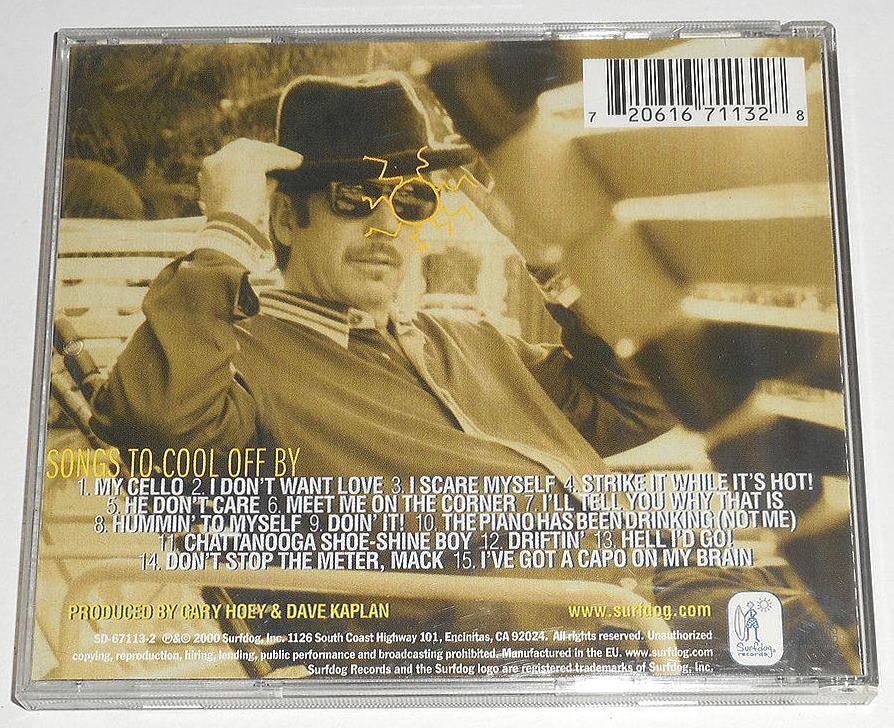 7 20616 71132 8
SONGS TO COOL OFF BY
1. MY CELLO 2. I DON'T WANT LOVE 3. I SCARE MYSELF 4. STRIKE IT WHILE IT'S HOT!
5. HE DON'T CARE 6. MEET ME ON THE CORNER 7. I'LL TELL YOU WHY THAT IS
8. HUMMIN' TO MYSELF 9. DOIN' IT! 10. THE PIANO HAS BEEN DRINKING (NOT ME)
11. CHATTANOOGA SHOE-SHINE BOY 12. DRIFTIN' 13. HELL I'D GO!
14. DON'T STOP THE METER, MACK 15. I'VE GOT A CAPO ON MY BRAIN
PRODUCED BY GARY HOEY & DAVE KAPLAN www.surfdog.com
SD-67113-2 ℗&© 2000 Surfdog, Inc. 1126 South Coast Highway 101, Encinitas, CA 92024. All rights reserved. Unauthorized
copying, reproduction, hiring, lending, public performance and broadcasting prohibited. Manufactured in the EU. www.surfdog.com
Surfdog Records and the Surfdog logo are registered trademarks of Surfdog, Inc.
Surfdog
records